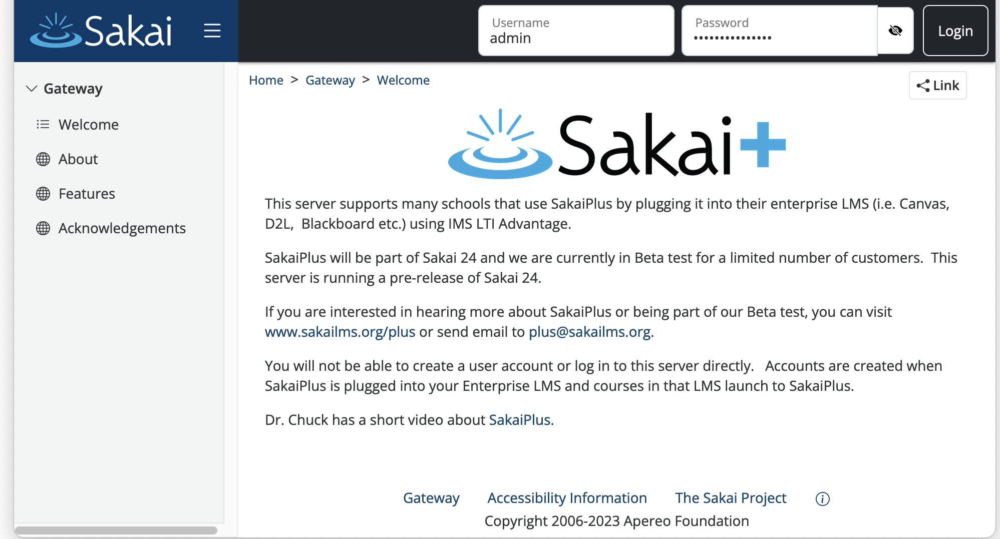 Sakai
Username
admin
Password
•••••••••••••••
Login
Gateway
Welcome
About
Features
Acknowledgements
Home > Gateway > Welcome
Link
Sakai+
This server supports many schools that use SakaiPlus by plugging it into their enterprise LMS (i.e. Canvas,
D2L,  Blackboard etc.) using IMS LTI Advantage.
SakaiPlus will be part of Sakai 24 and we are currently in Beta test for a limited number of customers.  This
server is running a pre-release of Sakai 24.
If you are interested in hearing more about SakaiPlus or being part of our Beta test, you can visit
www.sakailms.org/plus or send email to plus@sakailms.org.
You will not be able to create a user account or log in to this server directly.   Accounts are created when
SakaiPlus is plugged into your Enterprise LMS and courses in that LMS launch to SakaiPlus.
Dr. Chuck has a short video about SakaiPlus.
Gateway Accessibility Information The Sakai Project
Copyright 2006-2023 Apereo Foundation